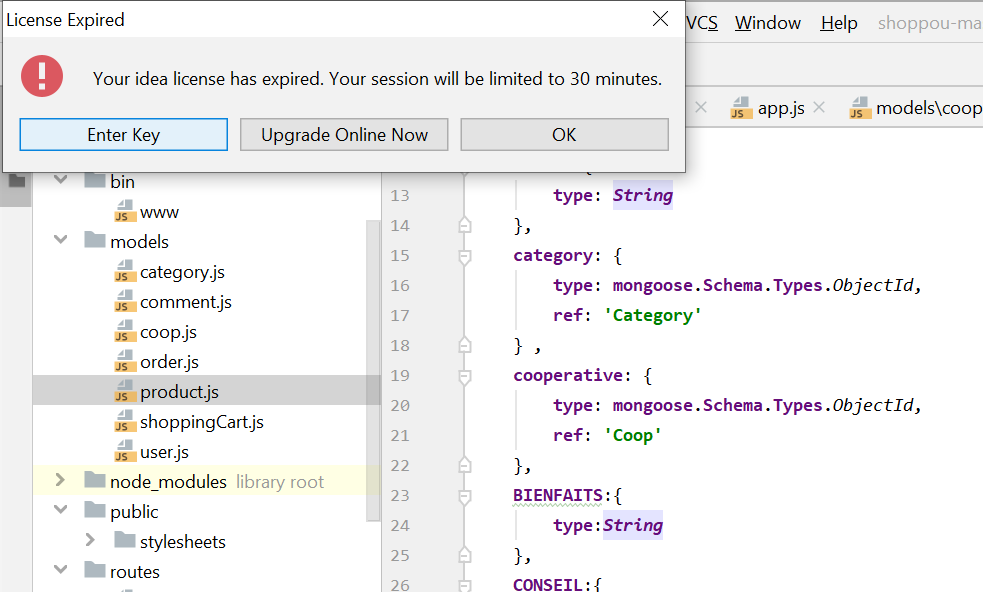 License Expired
Your idea license has expired. Your session will be limited to 30 minutes.
Enter Key
Upgrade Online Now
OK
VCS Window Help shoppou-ma
app.js
models\coop
bin
www
models
category.js
comment.js
coop.js
order.js
product.js
shoppingCart.js
user.js
node_modules library root
public
stylesheets
routes
13 type: String
14 },
15 category: {
16 type: mongoose.Schema.Types.ObjectId,
17 ref: 'Category'
18 } ,
19 cooperative: {
20 type: mongoose.Schema.Types.ObjectId,
21 ref: 'Coop'
22 },
23 BIENFAITS:{
24 type:String
25 },
26 CONSEIL:{